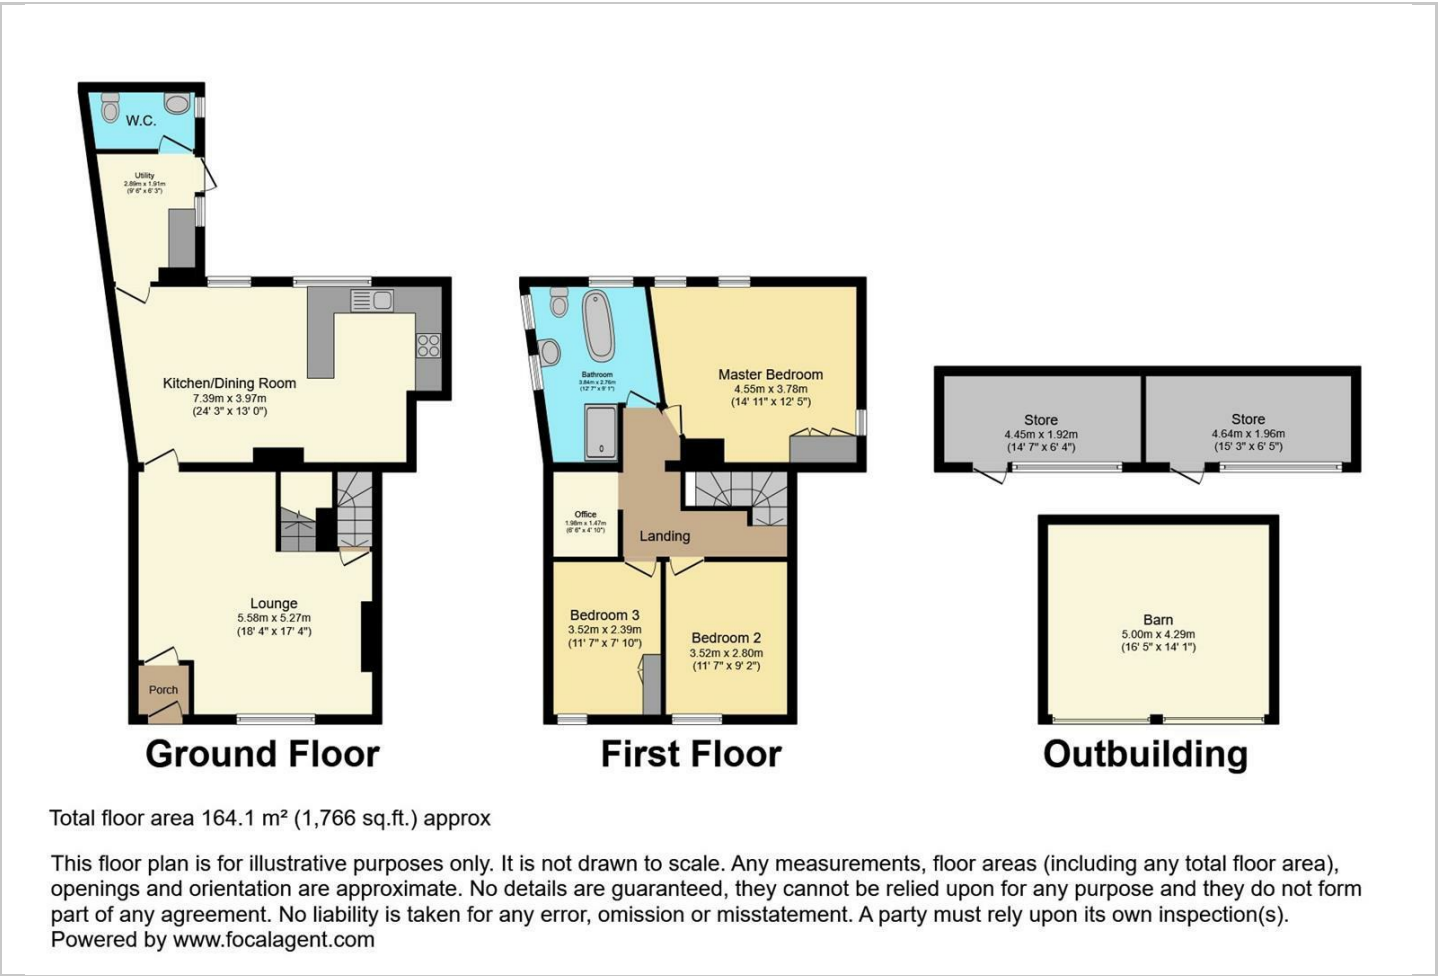 W.C.
Utility
2.89m x 1.91m
(9' 6" x 6' 3")
Kitchen/Dining Room
7.39m x 3.97m
(24' 3" x 13' 0")
Lounge
5.58m x 5.27m
(18' 4" x 17' 4")
Porch
Ground Floor
Bathroom
3.84m x 2.76m
(12' 7" x 9' 1")
Master Bedroom
4.55m x 3.78m
(14' 11" x 12' 5")
Office
1.98m x 1.47m
(6' 6" x 4' 10")
Landing
Bedroom 3
3.52m x 2.39m
(11' 7" x 7' 10")
Bedroom 2
3.52m x 2.80m
(11' 7" x 9' 2")
First Floor
Store
4.45m x 1.92m
(14' 7" x 6' 4")
Store
4.64m x 1.96m
(15' 3" x 6' 5")
Barn
5.00m x 4.29m
(16' 5" x 14' 1")
Outbuilding
Total floor area 164.1 m² (1,766 sq.ft.) approx
This floor plan is for illustrative purposes only. It is not drawn to scale. Any measurements, floor areas (including any total floor area),
openings and orientation are approximate. No details are guaranteed, they cannot be relied upon for any purpose and they do not form
part of any agreement. No liability is taken for any error, omission or misstatement. A party must rely upon its own inspection(s).
Powered by www.focalagent.com